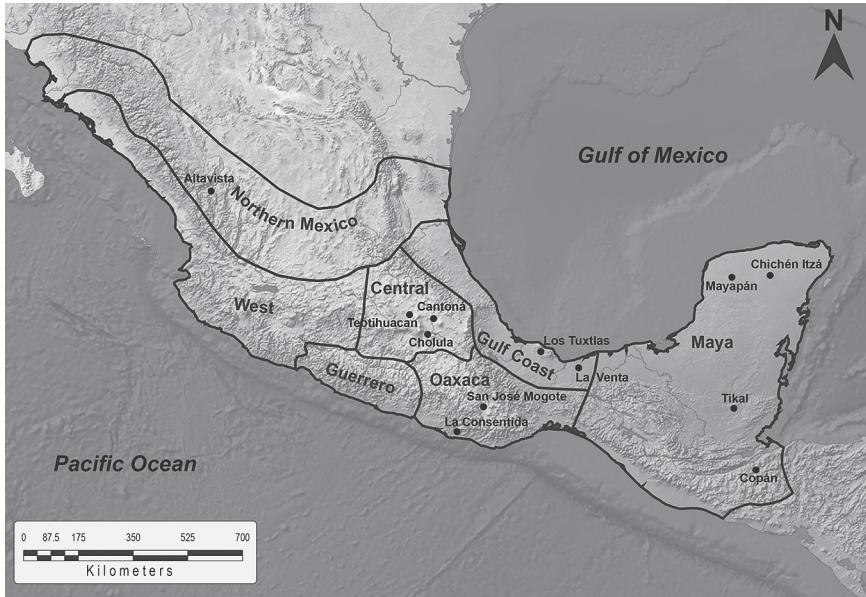 N
Gulf of Mexico
Altavista
Northern Mexico
Chichén Itzá
Mayapán
Central
West
Cantoná
Teotihuacan
Cholula
Gulf Coast
Los Tuxtlas
Maya
La Venta
Guerrero
Oaxaca
San José Mogote
Tikal
La Consentida
Pacific Ocean
Copán
0 87.5 175 350 525 700
Kilometers